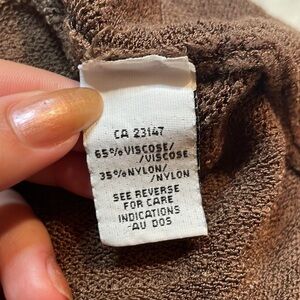 CA 23147
65%VISCOSE/
/VISCOSE
35%NYLON/
/NYLON
SEE REVERSE
FOR CARE
INDICATIONS
AU DOS